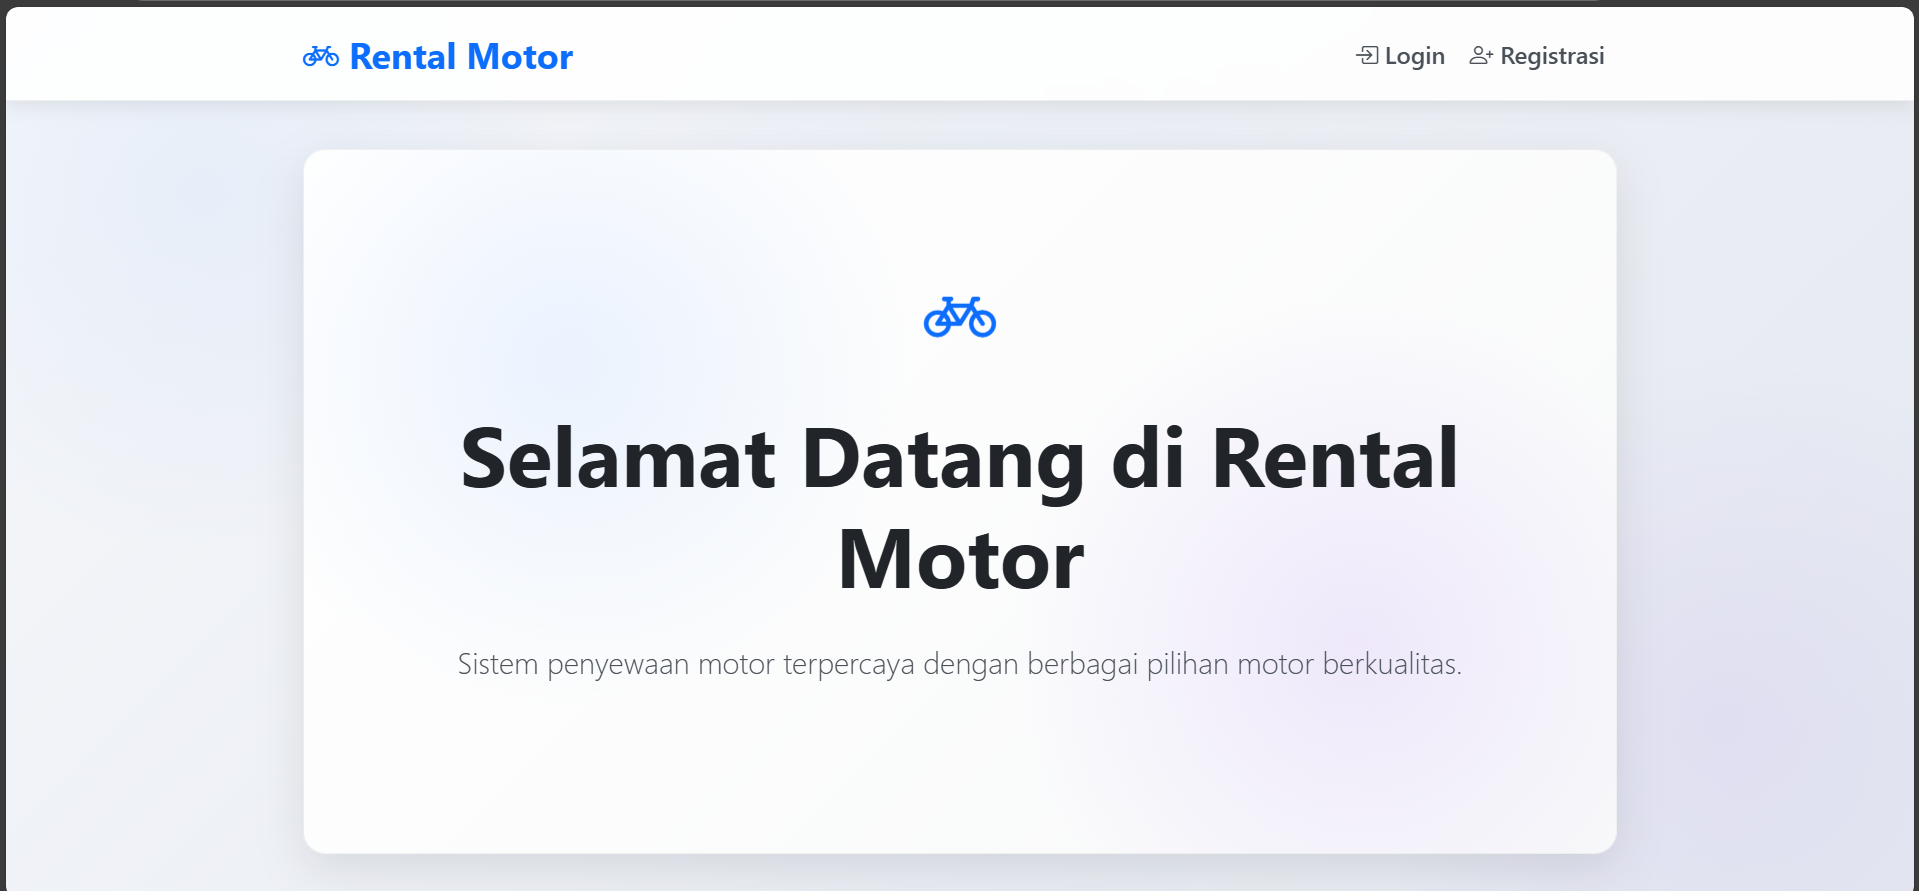 Rental Motor
Login
Registrasi
Selamat Datang di Rental
Motor
Sistem penyewaan motor terpercaya dengan berbagai pilihan motor berkualitas.